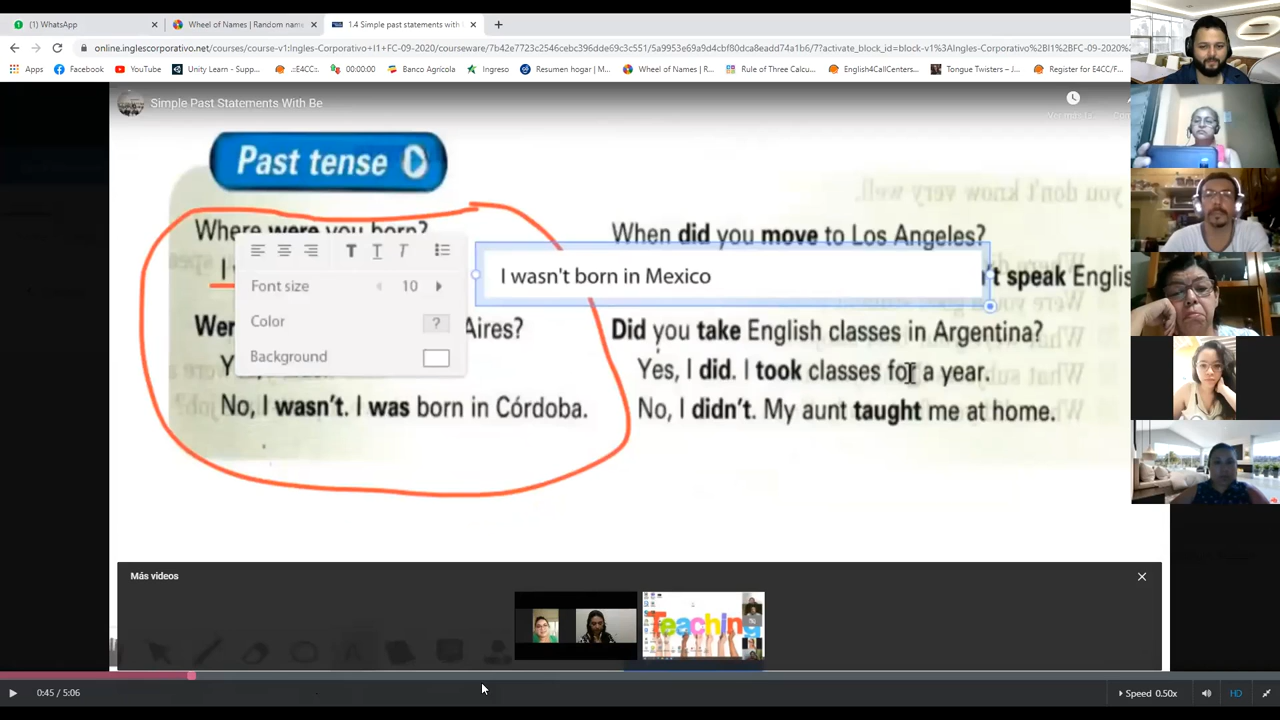 (1) WhatsApp
Wheel of Names | Random name
1.4 Simple past statements with
online.inglescorporativo.net/courses/course-v1:Ingles-Corporativo+I1+FC-09-2020/courseware/7b42f7723c2546cebc396dde69c3c551/5a9953e69a9d4cbf80dca8eadd74a1b6/7?activate_block_id=block-v1%3AIngles-Corporativo%2BI1%2BFC-09-2020%
Apps
Facebook
YouTube
Unity Learn - Supp...
.:E4CC:.
00:00:00
Banco Agrícola
Ingreso
Resumen hogar | M...
Wheel of Names | R...
Rule of Three Calcu...
English4CallCenters...
Tongue Twisters – J...
Register for E4CC/F...
Simple Past Statements With Be
Past tense
Where were you born?
When did you move to Los Angeles?
I wasn't born in Mexico
n't speak Englis
Font size
10
Color
?
Background
Wer
Aires?
Did you take English classes in Argentina?
Yes, I did. I took classes for a year.
No, I wasn't. I was born in Córdoba.
No, I didn't. My aunt taught me at home.
Más videos
Teaching
0:45 / 5:06
Speed 0.50x
HD